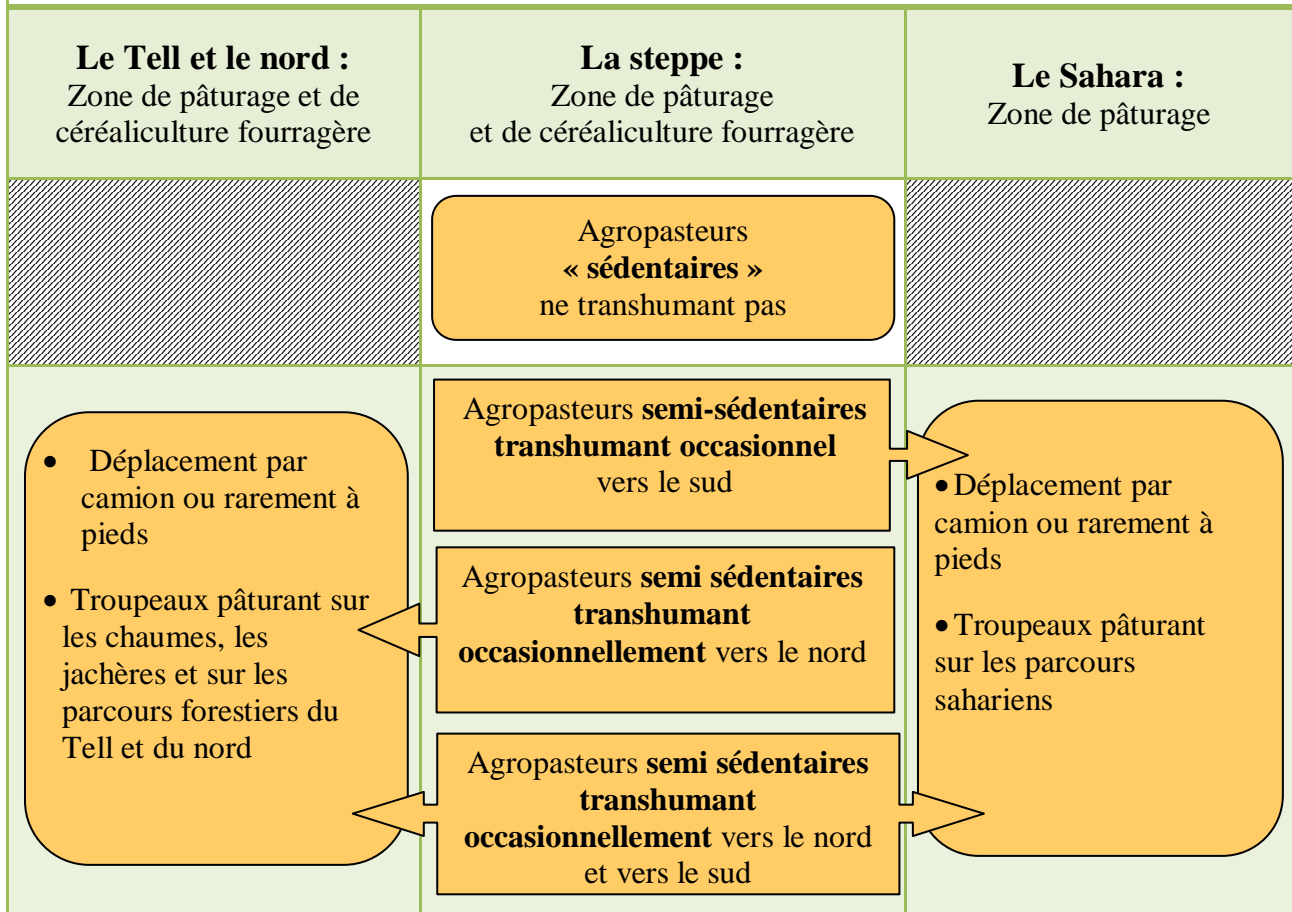 Le Tell et le nord :
Zone de pâturage et de
céréaliculture fourragère
La steppe :
Zone de pâturage
et de céréaliculture fourragère
Le Sahara :
Zone de pâturage
Agropasteurs
« sédentaires »
ne transhumant pas
• Déplacement par
camion ou rarement à
pieds
• Troupeaux pâturant sur
les chaumes, les
jachères et sur les
parcours forestiers du
Tell et du nord
Agropasteurs semi-sédentaires
transhumant occasionnel
vers le sud
Agropasteurs semi sédentaires
transhumant
occasionnellement vers le nord
Agropasteurs semi sédentaires
transhumant
occasionnellement vers le nord
et vers le sud
• Déplacement par
camion ou rarement à
pieds
• Troupeaux pâturant
sur les parcours
sahariens